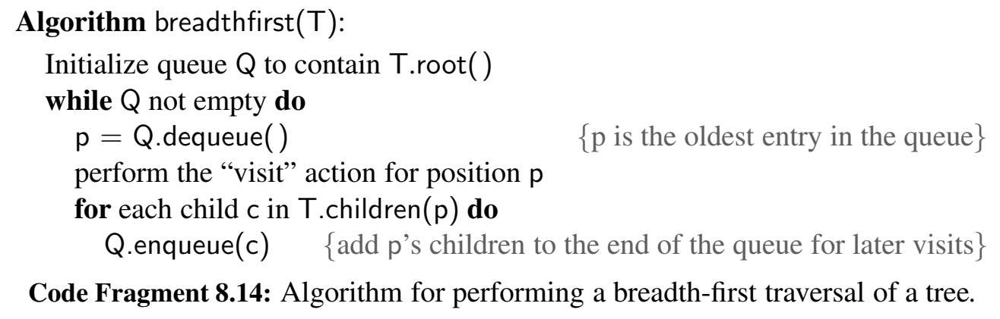 Algorithm breadthfirst(T):
Initialize queue Q to contain T.root( )
while Q not empty do
p = Q.dequeue( ) {p is the oldest entry in the queue}
perform the “visit” action for position p
for each child c in T.children(p) do
Q.enqueue(c) {add p’s children to the end of the queue for later visits}
Code Fragment 8.14: Algorithm for performing a breadth-first traversal of a tree.